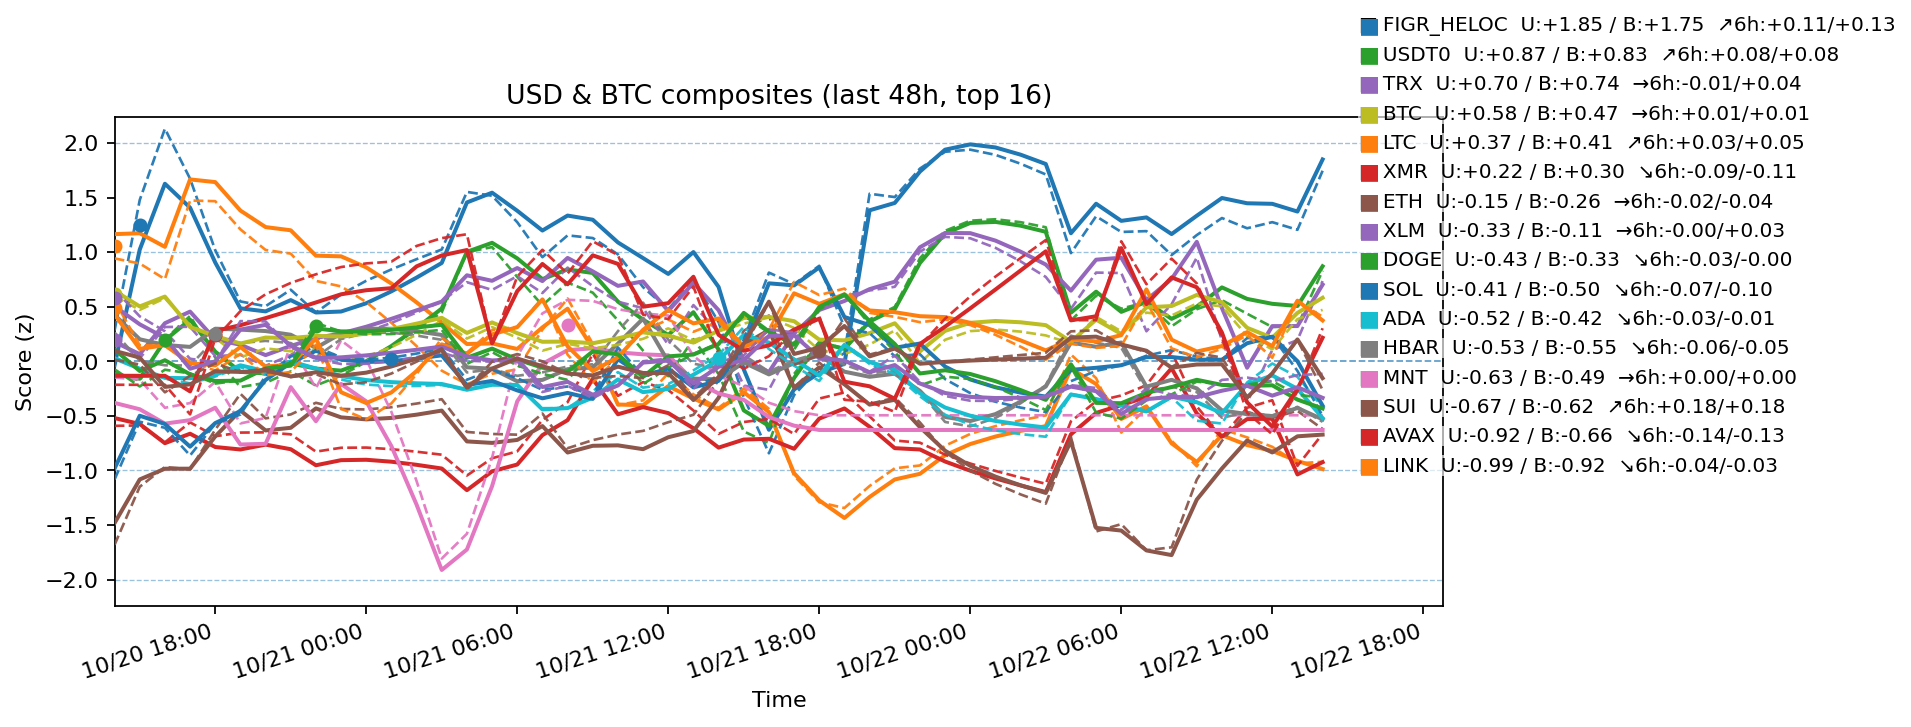 FIGR_HELOC U:+1.85 / B:+1.75 ↗6h:+0.11/+0.13
USDT0 U:+0.87 / B:+0.83 ↗6h:+0.08/+0.08
TRX U:+0.70 / B:+0.74 →6h:-0.01/+0.04
USD & BTC composites (last 48h, top 16)
BTC U:+0.58 / B:+0.47 →6h:+0.01/+0.01
LTC U:+0.37 / B:+0.41 ↗6h:+0.03/+0.05
XMR U:+0.22 / B:+0.30 ↘6h:-0.09/-0.11
ETH U:-0.15 / B:-0.26 →6h:-0.02/-0.04
XLM U:-0.33 / B:-0.11 →6h:-0.00/+0.03
DOGE U:-0.43 / B:-0.33 ↘6h:-0.03/-0.00
SOL U:-0.41 / B:-0.50 ↘6h:-0.07/-0.10
ADA U:-0.52 / B:-0.42 ↘6h:-0.03/-0.01
HBAR U:-0.53 / B:-0.55 ↘6h:-0.06/-0.05
MNT U:-0.63 / B:-0.49 →6h:+0.00/+0.00
SUI U:-0.67 / B:-0.62 ↗6h:+0.18/+0.18
AVAX U:-0.92 / B:-0.66 ↘6h:-0.14/-0.13
LINK U:-0.99 / B:-0.92 ↘6h:-0.04/-0.03
Score (z)
2.0
1.5
1.0
0.5
0.0
−0.5
−1.0
−1.5
−2.0
10/20 18:00
10/21 00:00
10/21 06:00
10/21 12:00
10/21 18:00
10/22 00:00
10/22 06:00
10/22 12:00
10/22 18:00
Time